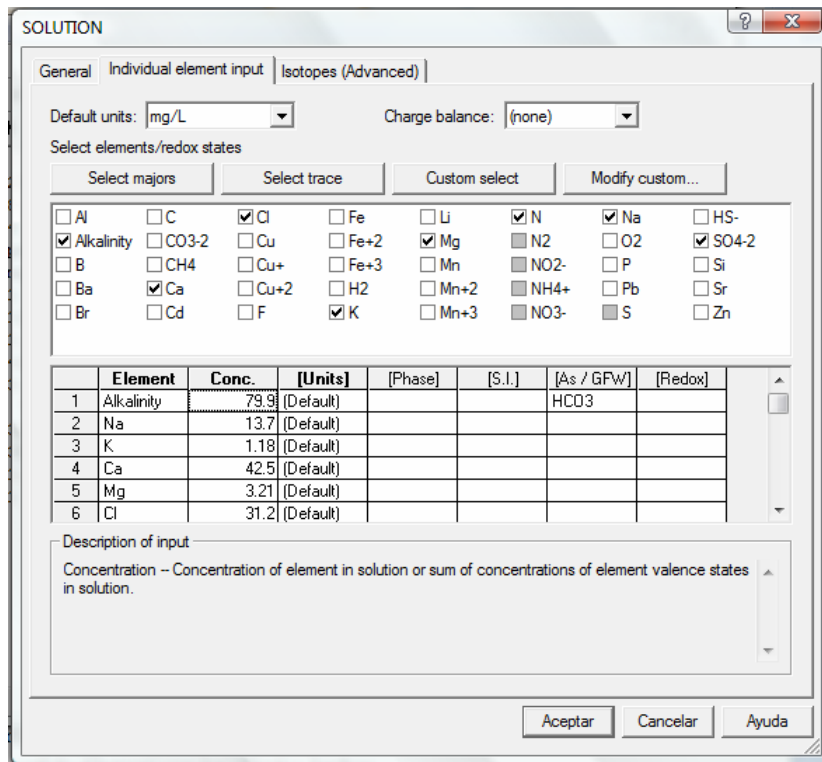 SOLUTION
General Individual element input Isotopes (Advanced)
Default units: mg/L Charge balance: (none)
Select elements/redox states
Select majors Select trace Custom select Modify custom...
Al C Cl Fe Li N Na HS-
Alkalinity CO3-2 Cu Fe+2 Mg N2 O2 SO4-2
B CH4 Cu+ Fe+3 Mn NO2- P Si
Ba Ca Cu+2 H2 Mn+2 NH4+ Pb Sr
Br Cd F K Mn+3 NO3- S Zn
Element Conc. [Units] [Phase] [S.I.] [As / GFW] [Redox]
1 Alkalinity 79.9 (Default) HCO3
2 Na 13.7 (Default)
3 K 1.18 (Default)
4 Ca 42.5 (Default)
5 Mg 3.21 (Default)
6 Cl 31.2 (Default)
Description of input
Concentration -- Concentration of element in solution or sum of concentrations of element valence states
in solution.
Aceptar Cancelar Ayuda